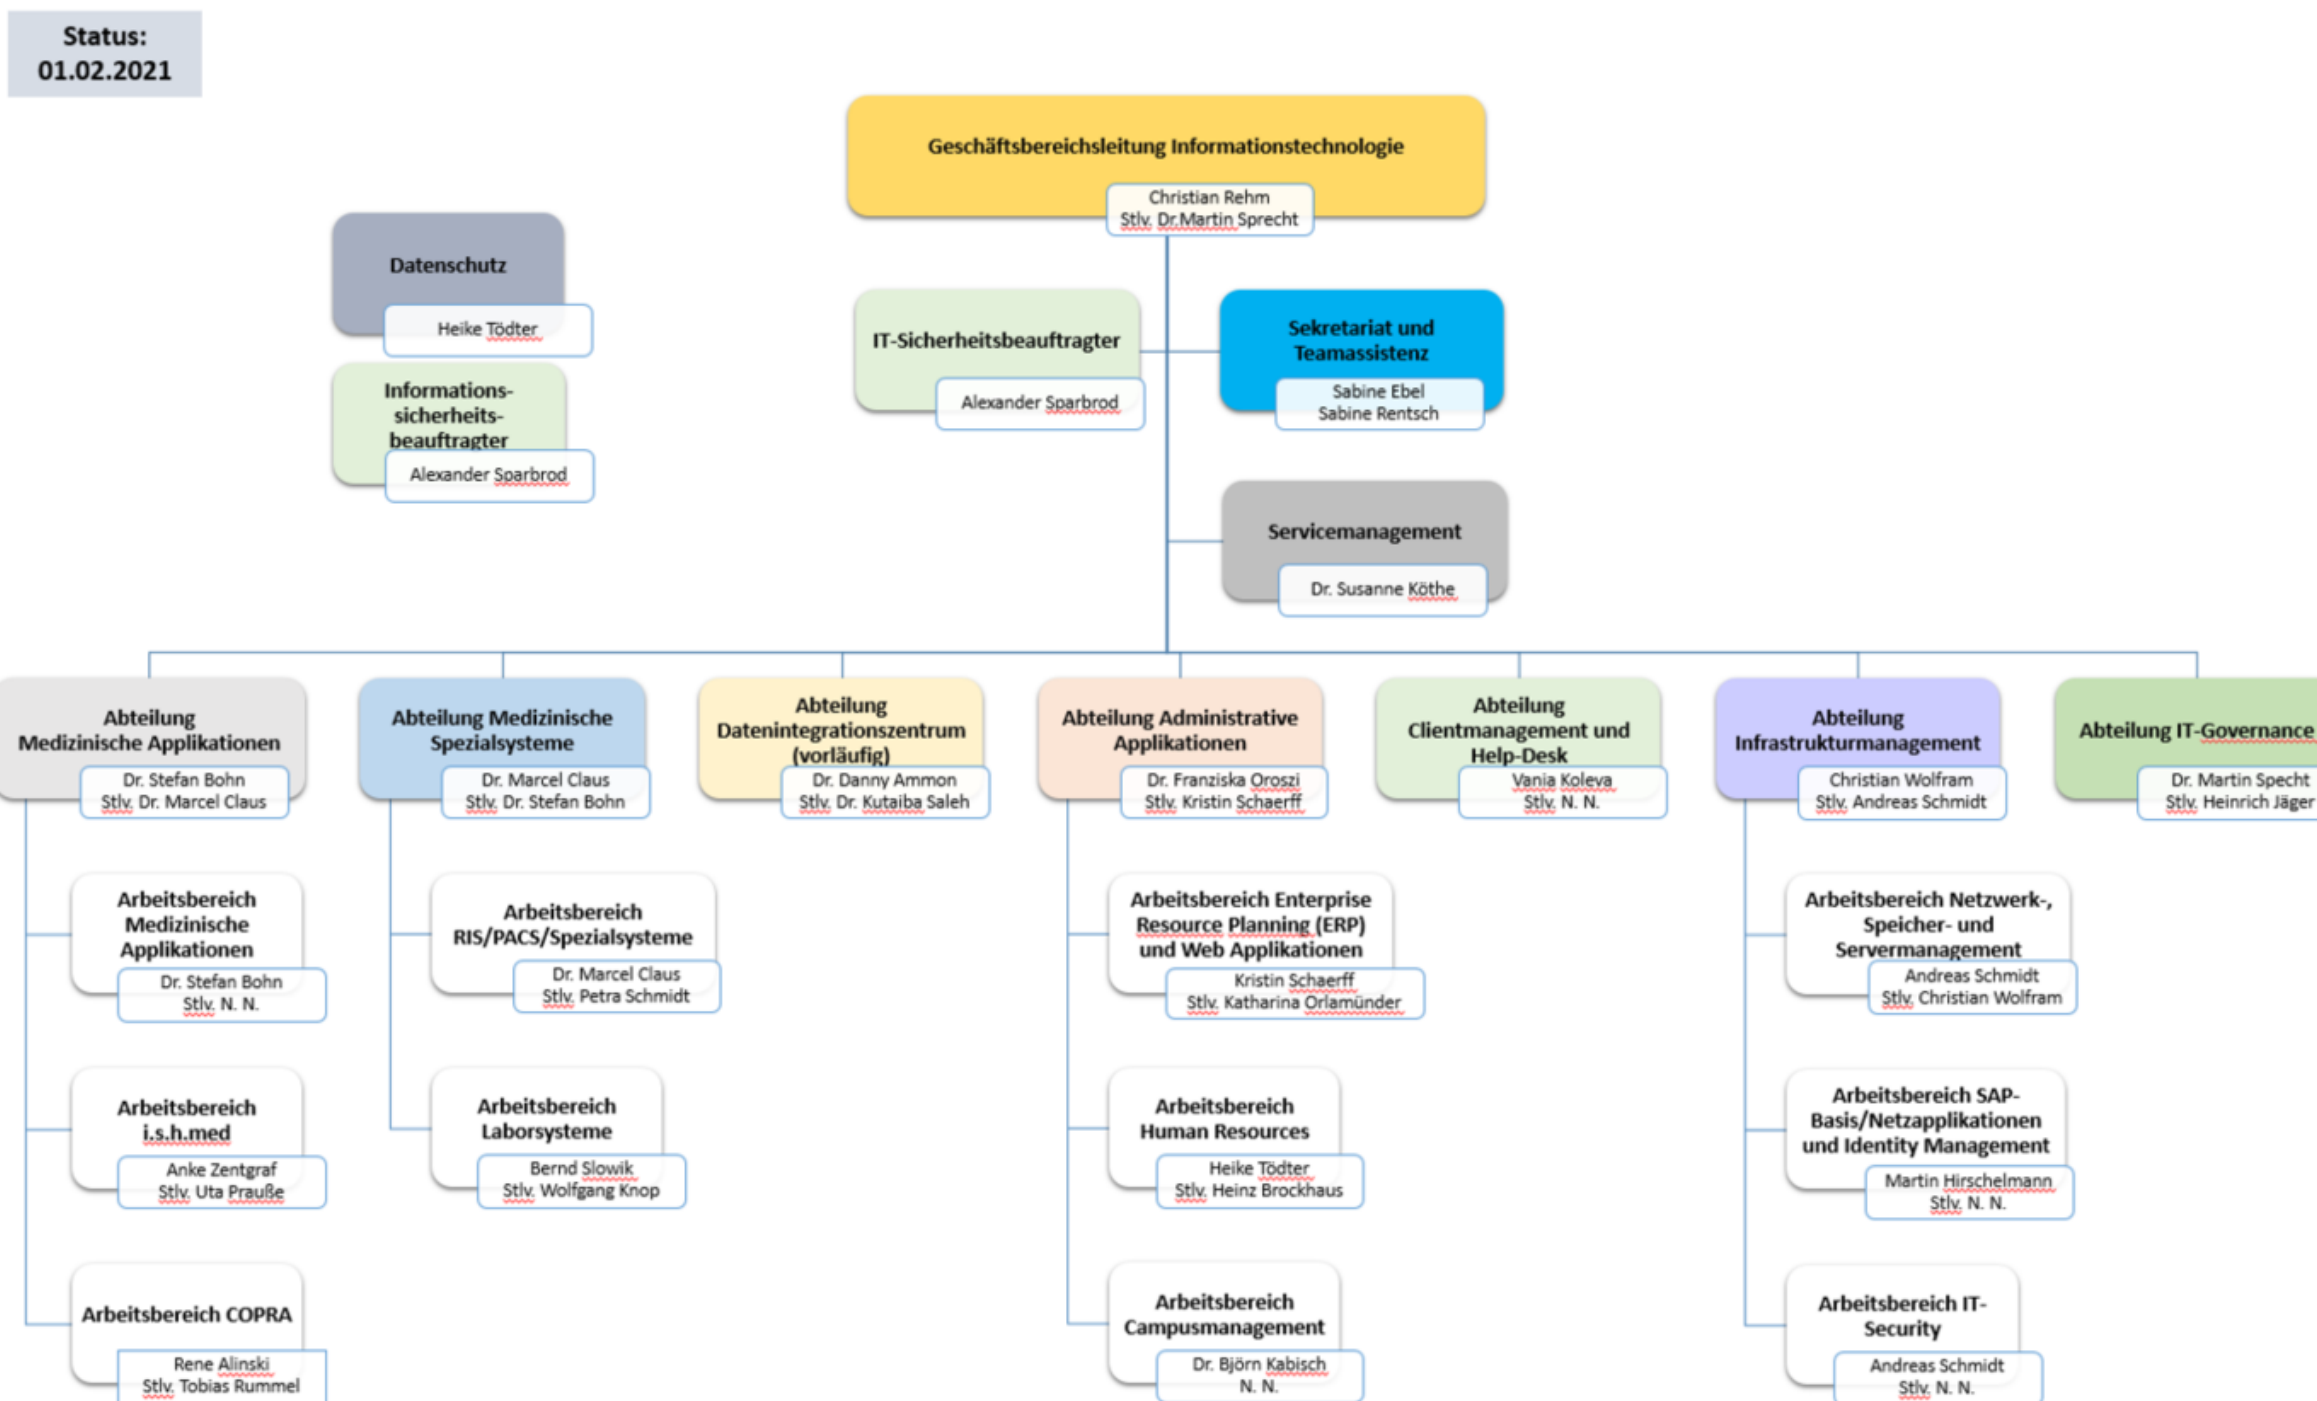 Status:
01.02.2021
Geschäftsbereichsleitung Informationstechnologie
Christian Rehm
Stlv. Dr.Martin Sprecht
Datenschutz
Heike Tödter
Informations-
sicherheits-
beauftragter
Alexander Sparbrod
IT-Sicherheitsbeauftragter
Alexander Sparbrod
Sekretariat und
Teamassistenz
Sabine Ebel
Sabine Rentsch
Servicemanagement
Dr. Susanne Köthe
Abteilung
Medizinische Applikationen
Dr. Stefan Bohn
Stlv. Dr. Marcel Claus
Abteilung Medizinische
Spezialsysteme
Dr. Marcel Claus
Stlv. Dr. Stefan Bohn
Abteilung
Datenintegrationszentrum
(vorläufig)
Dr. Danny Ammon
Stlv. Dr. Kutaiba Saleh
Abteilung Administrative
Applikationen
Dr. Franziska Oroszi
Stlv. Kristin Schaerff
Abteilung
Clientmanagement und
Help-Desk
Vania Koleva
Stlv. N. N.
Abteilung
Infrastrukturmanagement
Christian Wolfram
Stlv. Andreas Schmidt
Abteilung IT-Governance
Dr. Martin Specht
Stlv. Heinrich Jäger
Arbeitsbereich
Medizinische
Applikationen
Dr. Stefan Bohn
Stlv. N. N.
Arbeitsbereich
i.s.h.med
Anke Zentgraf
Stlv. Uta Prauße
Arbeitsbereich COPRA
Rene Alinski
Stlv. Tobias Rummel
Arbeitsbereich
RIS/PACS/Spezialsysteme
Dr. Marcel Claus
Stlv. Petra Schmidt
Arbeitsbereich
Laborsysteme
Bernd Slowik
Stlv. Wolfgang Knop
Arbeitsbereich Enterprise
Resource Planning (ERP)
und Web Applikationen
Kristin Schaerff
Stlv. Katharina Orlamünder
Arbeitsbereich
Human Resources
Heike Tödter
Stlv. Heinz Brockhaus
Arbeitsbereich
Campusmanagement
Dr. Björn Kabisch
N. N.
Arbeitsbereich Netzwerk-,
Speicher- und
Servermanagement
Andreas Schmidt
Stlv. Christian Wolfram
Arbeitsbereich SAP-
Basis/Netzapplikationen
und Identity Management
Martin Hirschelmann
Stlv. N. N.
Arbeitsbereich IT-
Security
Andreas Schmidt
Stlv. N. N.